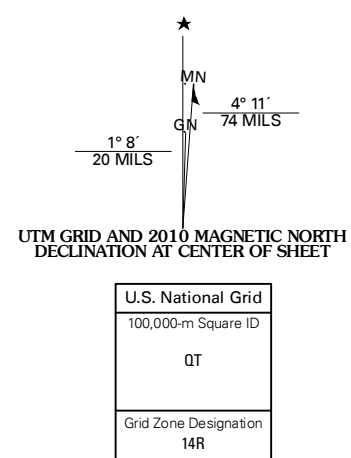 MN
4° 11´
74 MILS
GN
1° 8´
20 MILS
UTM GRID AND 2010 MAGNETIC NORTH
DECLINATION AT CENTER OF SHEET
U.S. National Grid
100,000-m Square ID
QT
Grid Zone Designation
14R